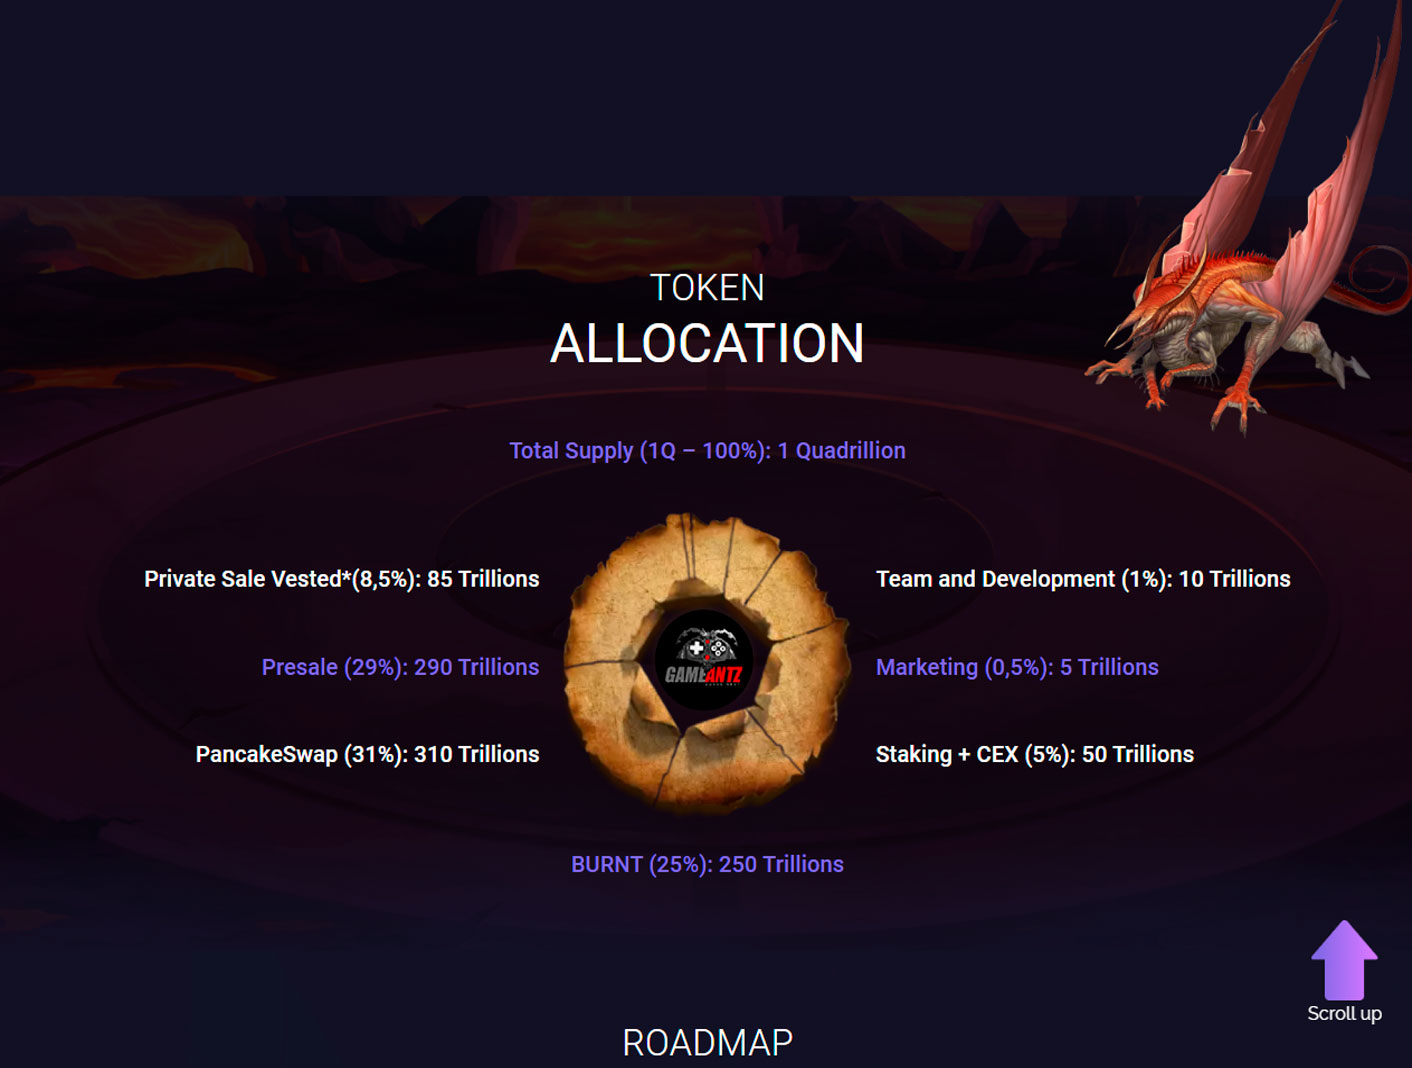 TOKEN
ALLOCATION
Total Supply (1Q – 100%): 1 Quadrillion
Private Sale Vested*(8,5%): 85 Trillions
Team and Development (1%): 10 Trillions
Presale (29%): 290 Trillions
Marketing (0,5%): 5 Trillions
GAMEANTZ
PancakeSwap (31%): 310 Trillions
Staking + CEX (5%): 50 Trillions
BURNT (25%): 250 Trillions
Scroll up
ROADMAP